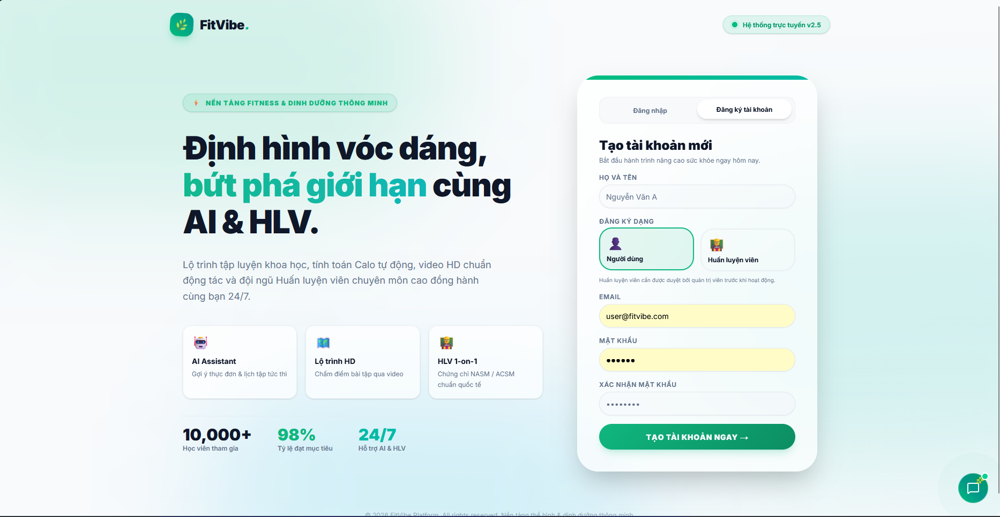 FitVibe.
Hệ thống trực tuyến v2.5
NỀN TẢNG FITNESS & DINH DƯỠNG THÔNG MINH
Định hình vóc dáng,
bứt phá giới hạn cùng
AI & HLV.
Lộ trình tập luyện khoa học, tính toán Calo tự động, video HD chuẩn
động tác và đội ngũ Huấn luyện viên chuyên môn cao đồng hành
cùng bạn 24/7.
AI Assistant
Gợi ý thực đơn & lịch tập tức thì
Lộ trình HD
Chấm điểm bài tập qua video
HLV 1-on-1
Chứng chỉ NASM / ACSM
chuẩn quốc tế
10,000+
Học viên tham gia
98%
Tỷ lệ đạt mục tiêu
24/7
Hỗ trợ AI & HLV
Đăng nhập
Đăng ký tài khoản
Tạo tài khoản mới
Bắt đầu hành trình nâng cao sức khỏe ngay hôm nay.
HỌ VÀ TÊN
Nguyễn Văn A
ĐĂNG KÝ DẠNG
Người dùng
Huấn luyện viên
Huấn luyện viên cần được duyệt bởi quản trị viên trước khi hoạt động.
EMAIL
user@fitvibe.com
MẬT KHẨU
••••••
XÁC NHẬN MẬT KHẨU
••••••••
TẠO TÀI KHOẢN NGAY →
© 2026 FitVibe Platform. All rights reserved. Nền tảng thể hình & dinh dưỡng thông minh.